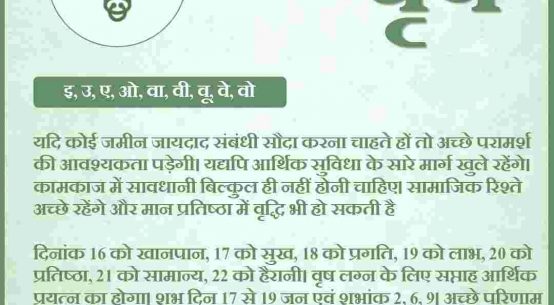 वृष
इ, उ, ए, ओ, वा, वी, वू, वे, वो
यदि कोई जमीन जायदाद संबंधी सौदा करना चाहते हों तो अच्छे परामर्श
की आवश्यकता पड़ेगी। यद्यपि आर्थिक सुविधा के सारे मार्ग खुले रहेंगे।
कामकाज में सावधानी बिल्कुल ही नहीं होनी चाहिए। सामाजिक रिश्ते
अच्छे रहेंगे और मान प्रतिष्ठा में वृद्धि भी हो सकती है
दिनांक 16 को खानपान, 17 को सुख, 18 को प्रगति, 19 को लाभ, 20 को
प्रतिष्ठा, 21 को सामान्य, 22 को हैरानी। वृष लग्न के लिए सप्ताह आर्थिक
प्रयत्न का होगा। शुभ दिन 17 से 19 जून एवं शुभांक 2, 6, 9। अच्छे परिणाम